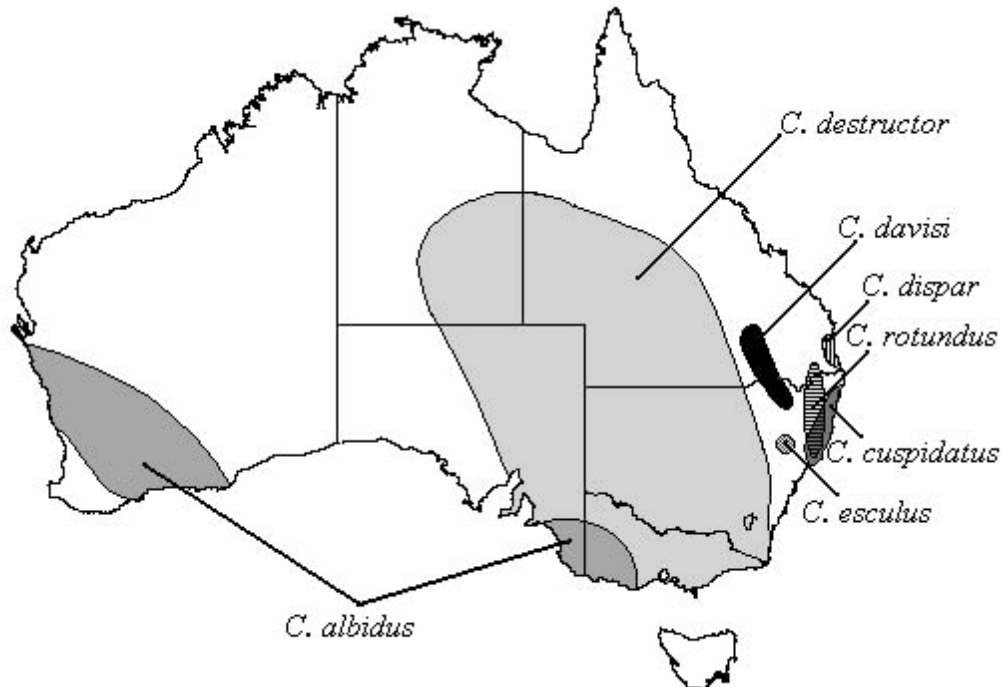 C. destructor
C. davisi
C. dispar
C. rotundus
C. cuspidatus
C. esculus
C. albidus